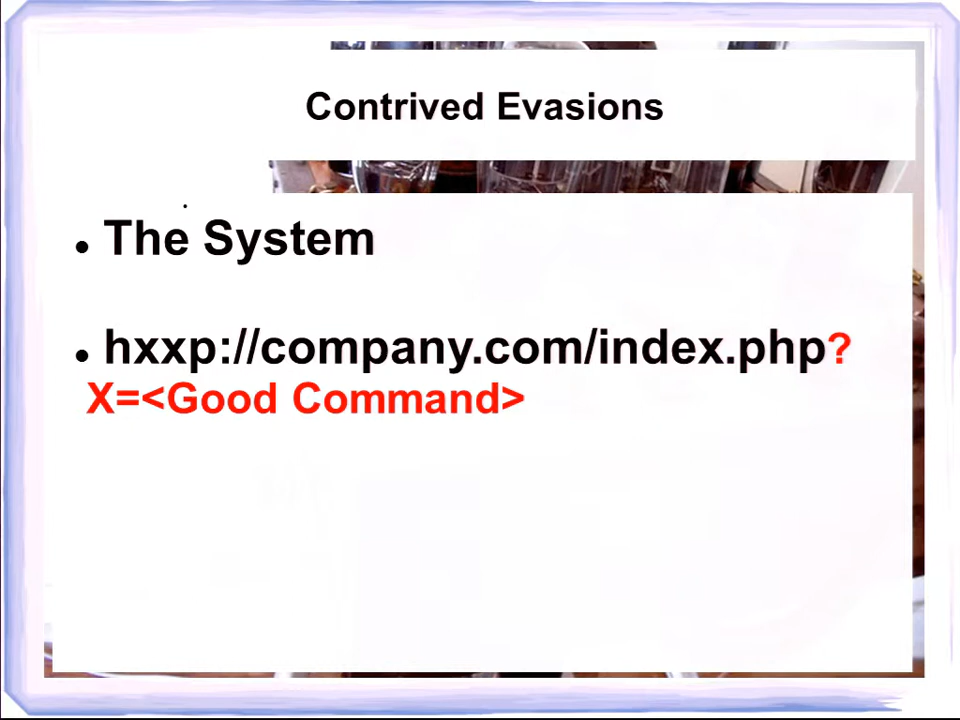 Contrived Evasions
The System
hxxp://company.com/index.php?
X=<Good Command>